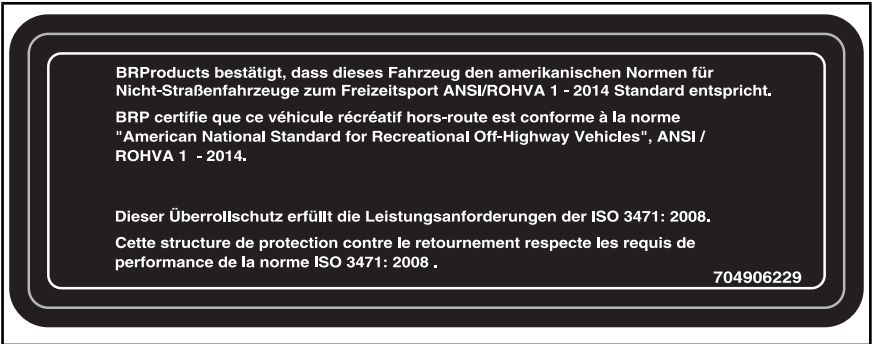 BRProducts bestätigt, dass dieses Fahrzeug den amerikanischen Normen für
Nicht-Straßenfahrzeuge zum Freizeitsport ANSI/ROHVA 1 - 2014 Standard entspricht.
BRP certifie que ce véhicule récréatif hors-route est conforme à la norme
"American National Standard for Recreational Off-Highway Vehicles", ANSI /
ROHVA 1 - 2014.
Dieser Überrollschutz erfüllt die Leistungsanforderungen der ISO 3471: 2008.
Cette structure de protection contre le retournement respecte les requis de
performance de la norme ISO 3471: 2008 .
704906229